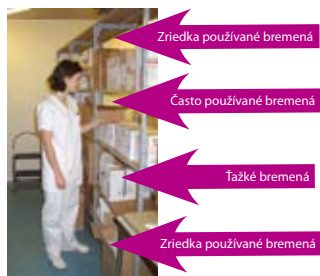 Zriedka používané bremená
Často používané bremená
Ťažké bremená
Zriedka používané bremená